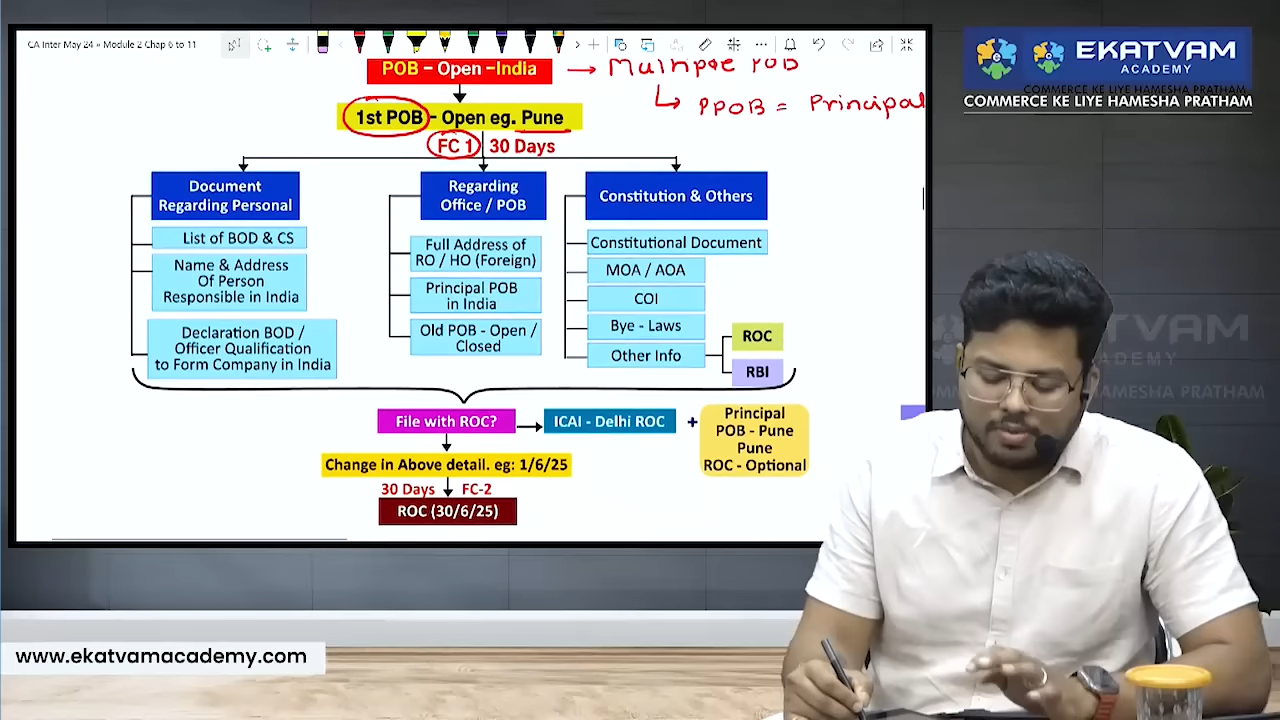 CA Inter May 24 » Module 2 Chap 6 to 11
POB – Open –India
→ Multiple POB
↳ PPOB = Principal
1st POB - Open eg. Pune
FC 1 30 Days
Document
Regarding Personal
List of BOD & CS
Name & Address
Of Person
Responsible in India
Declaration BOD /
Officer Qualification
to Form Company in India
Regarding
Office / POB
Full Address of
RO / HO (Foreign)
Principal POB
in India
Old POB - Open /
Closed
Constitution & Others
Constitutional Document
MOA / AOA
COI
Bye - Laws
Other Info
ROC
RBI
File with ROC?
ICAI - Delhi ROC
+
Principal
POB - Pune
Pune
ROC - Optional
Change in Above detail. eg: 1/6/25
30 Days FC-2
ROC (30/6/25)
EKATVAM
ACADEMY
COMMERCE KE LIYE HAMESHA PRATHAM
COMMERCE KE LIYE HAMESHA PRATHAM
www.ekatvamacademy.com